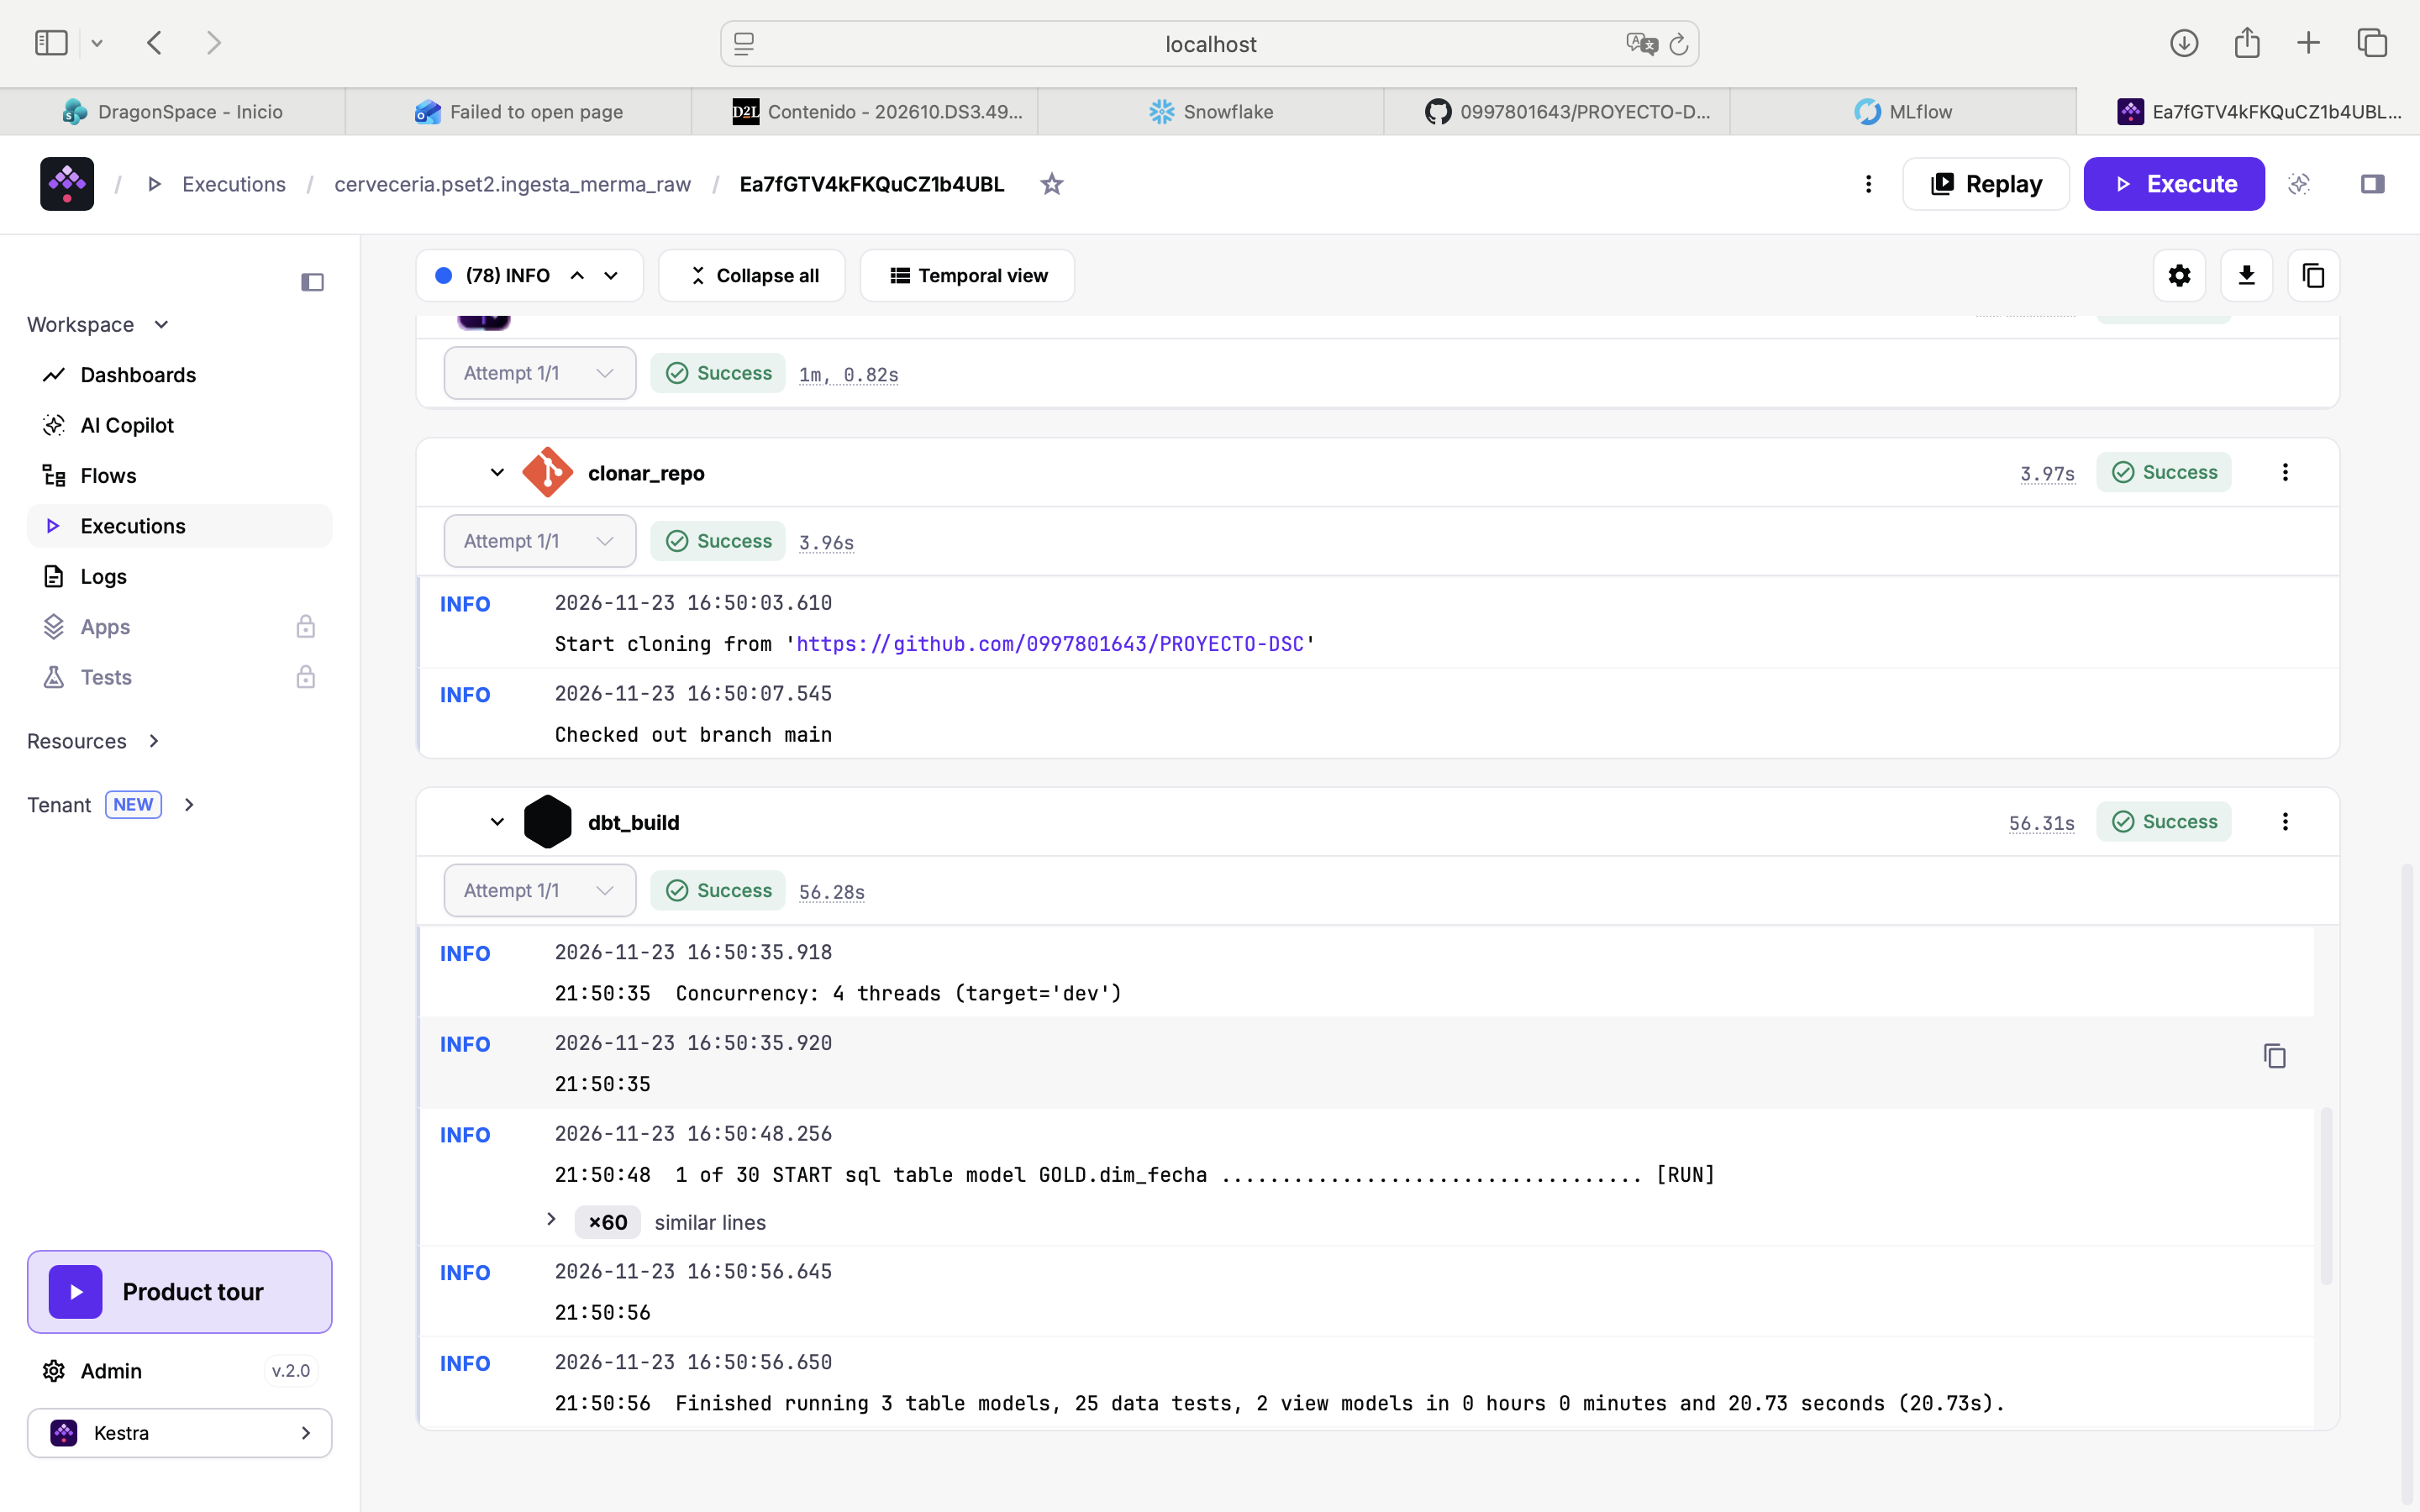 localhost
DragonSpace - Inicio
Failed to open page
D2L Contenido - 202610.DS3.49...
Snowflake
0997801643/PROYECTO-D...
MLflow
Ea7fGTV4kFKQuCZ1b4UBL...
/ Executions / cerveceria.pset2.ingesta_merma_raw / Ea7fGTV4kFKQuCZ1b4UBL
Replay
Execute
(78) INFO
Collapse all
Temporal view
Workspace
Dashboards
AI Copilot
Flows
Executions
Logs
Apps
Tests
Resources
Tenant NEW
Product tour
Admin v.2.0
Kestra
Attempt 1/1 Success 1m, 0.82s
clonar_repo 3.97s Success
Attempt 1/1 Success 3.96s
INFO 2026-11-23 16:50:03.610
Start cloning from 'https://github.com/0997801643/PROYECTO-DSC'
INFO 2026-11-23 16:50:07.545
Checked out branch main
dbt_build 56.31s Success
Attempt 1/1 Success 56.28s
INFO 2026-11-23 16:50:35.918
21:50:35 Concurrency: 4 threads (target='dev')
INFO 2026-11-23 16:50:35.920
21:50:35
INFO 2026-11-23 16:50:48.256
21:50:48 1 of 30 START sql table model GOLD.dim_fecha ................................... [RUN]
×60 similar lines
INFO 2026-11-23 16:50:56.645
21:50:56
INFO 2026-11-23 16:50:56.650
21:50:56 Finished running 3 table models, 25 data tests, 2 view models in 0 hours 0 minutes and 20.73 seconds (20.73s).